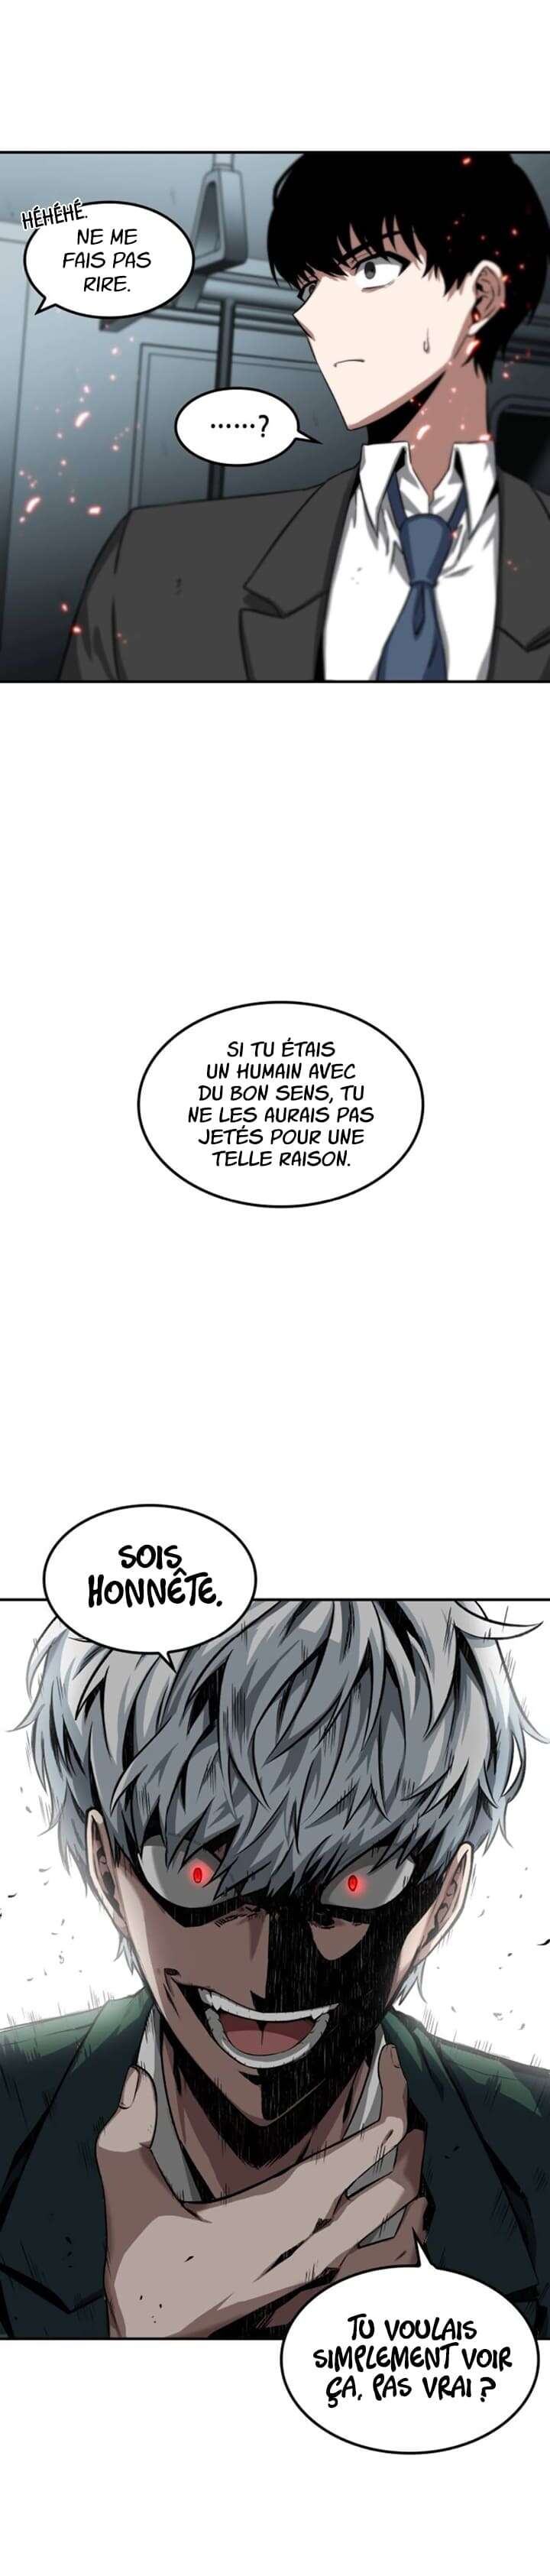 HÉHÉHÉ.
NE ME
FAIS PAS
RIRE.
......?
SI TU ÉTAIS
UN HUMAIN AVEC
DU BON SENS, TU
NE LES AURAIS PAS
JETÉS POUR UNE
TELLE RAISON.
SOIS
HONNÊTE.
TU VOULAIS
SIMPLEMENT VOIR
ÇA, PAS VRAI ?